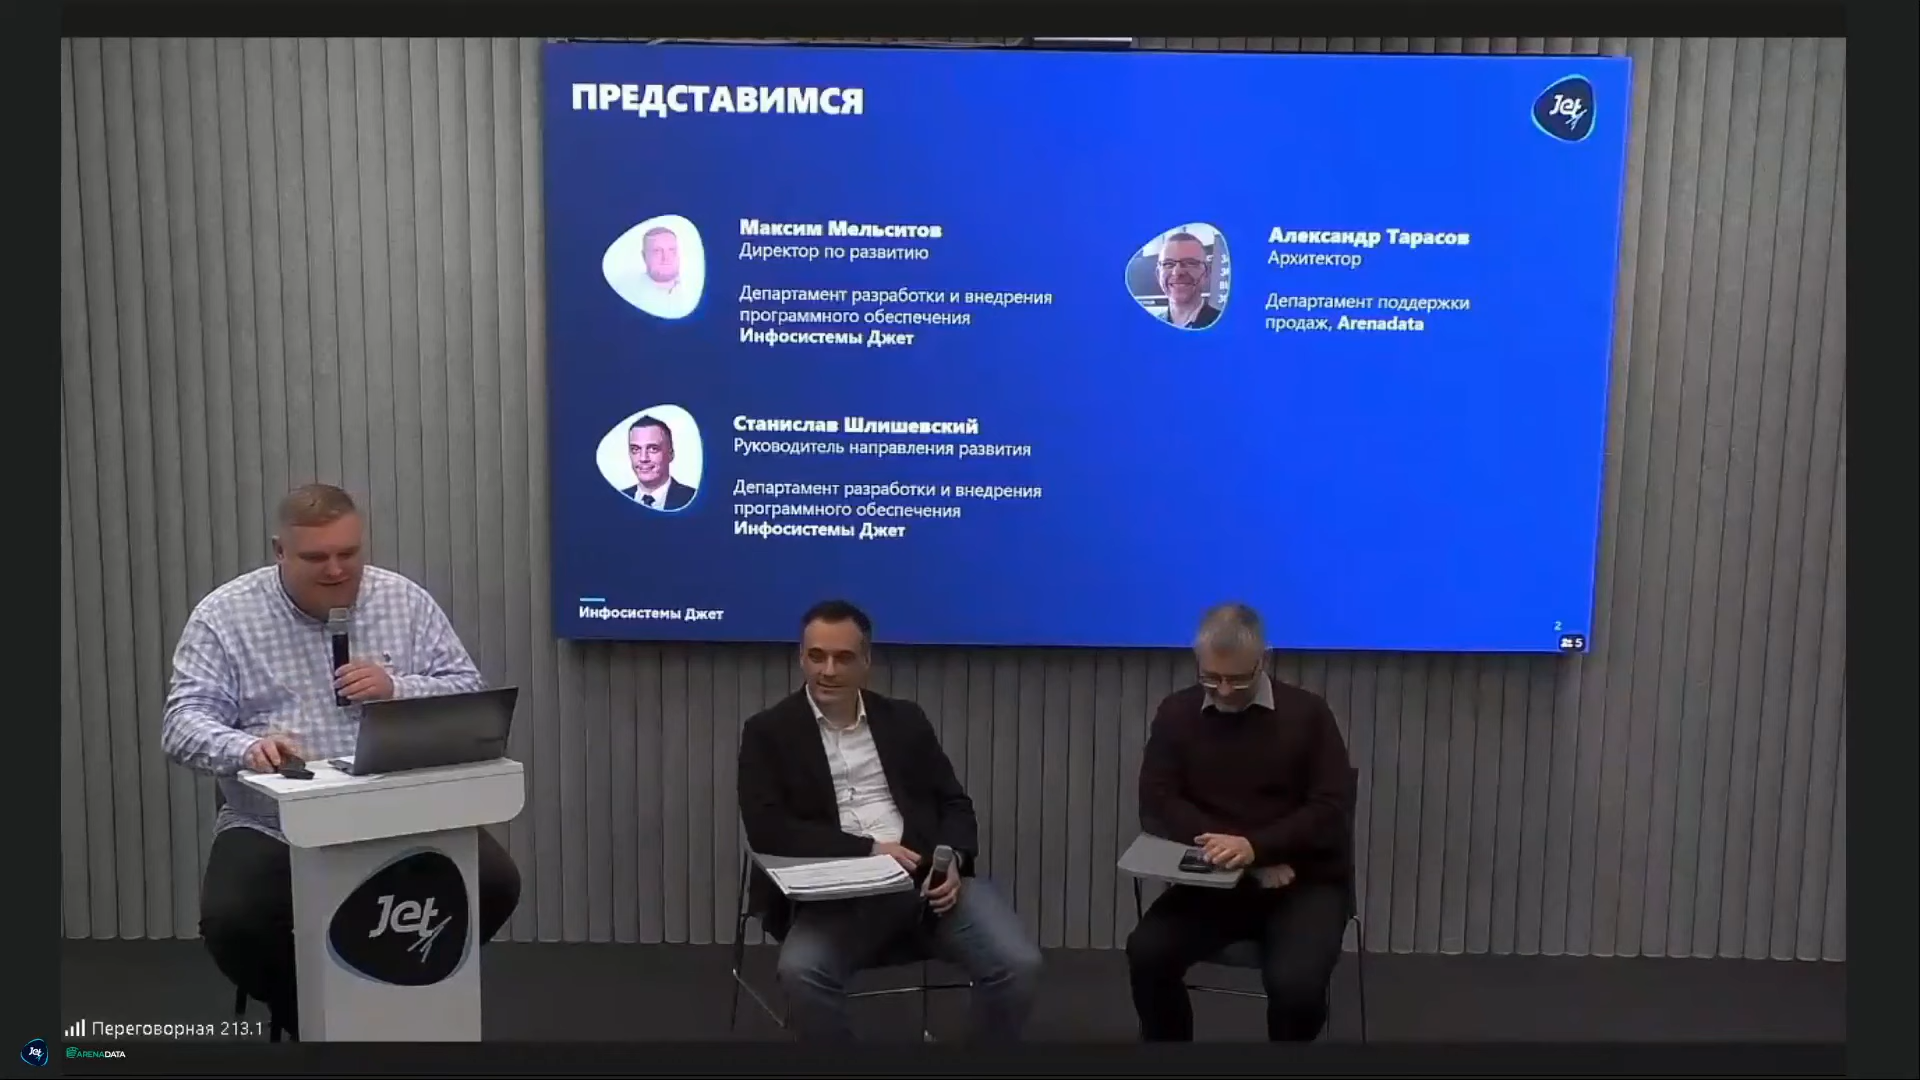 ПРЕДСТАВИМСЯ
Jet
Максим Мельситов
Директор по развитию
Департамент разработки и внедрения
программного обеспечения
Инфосистемы Джет
Александр Тарасов
Архитектор
Департамент поддержки
продаж, Arenadata
Станислав Шлишевский
Руководитель направления развития
Департамент разработки и внедрения
программного обеспечения
Инфосистемы Джет
Инфосистемы Джет
2
5
Jet
Переговорная 213.1
Jet
ARENADATA